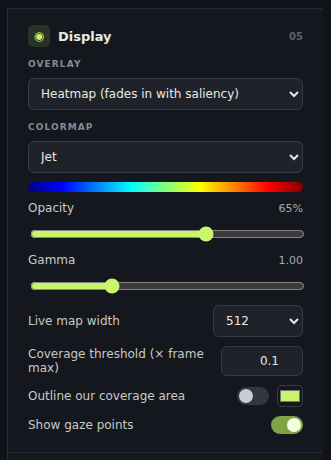 Display 05
OVERLAY
Heatmap (fades in with saliency)
COLORMAP
Jet
Opacity 65%
Gamma 1.00
Live map width 512
Coverage threshold (× frame
max) 0.1
Outline our coverage area
Show gaze points